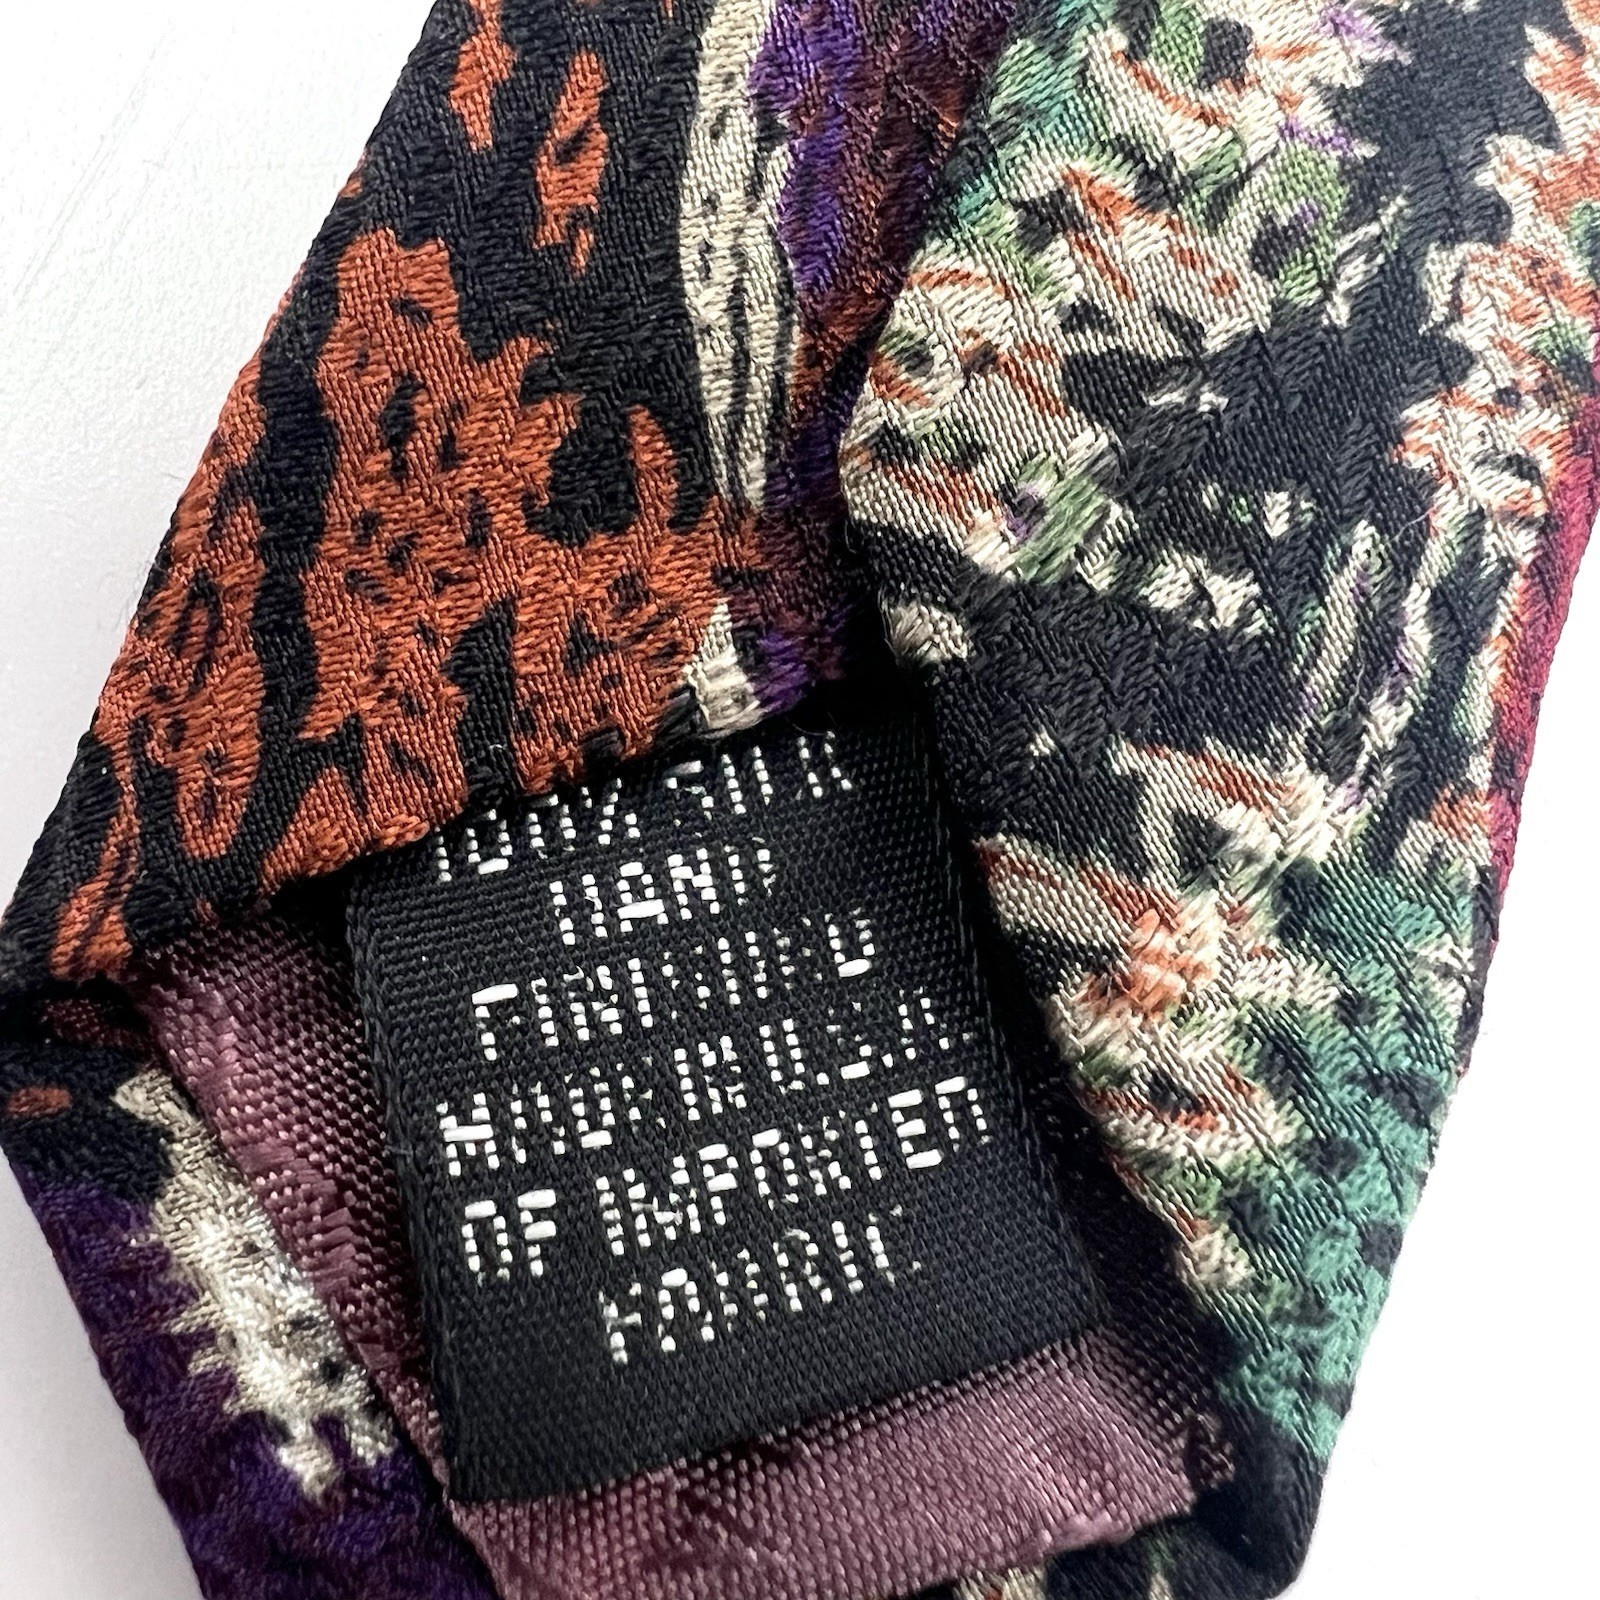 100% SILK
HAND
FINISHED
MADE IN U.S.A.
OF IMPORTED
FABRIC